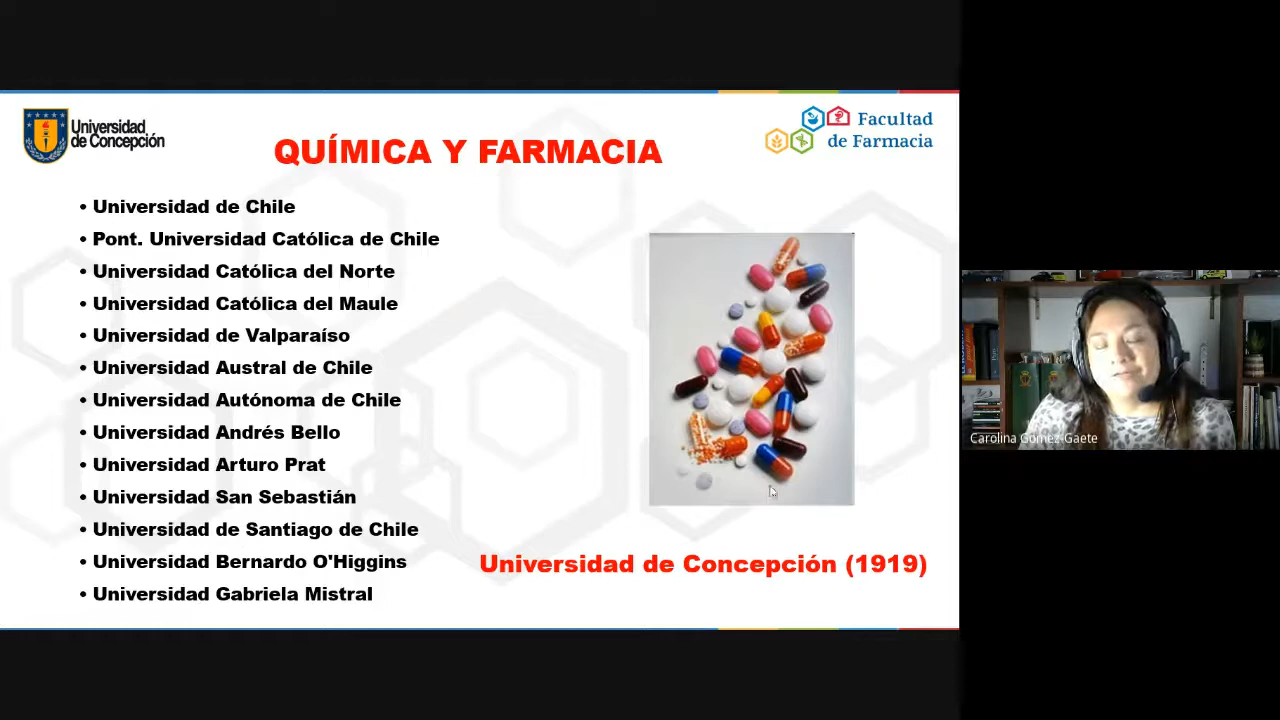 Universidad
de Concepción
Facultad
de Farmacia
QUÍMICA Y FARMACIA
• Universidad de Chile
• Pont. Universidad Católica de Chile
• Universidad Católica del Norte
• Universidad Católica del Maule
• Universidad de Valparaíso
• Universidad Austral de Chile
• Universidad Autónoma de Chile
• Universidad Andrés Bello
• Universidad Arturo Prat
• Universidad San Sebastián
• Universidad de Santiago de Chile
• Universidad Bernardo O'Higgins
• Universidad Gabriela Mistral
Universidad de Concepción (1919)
Carolina Gómez-Gaete